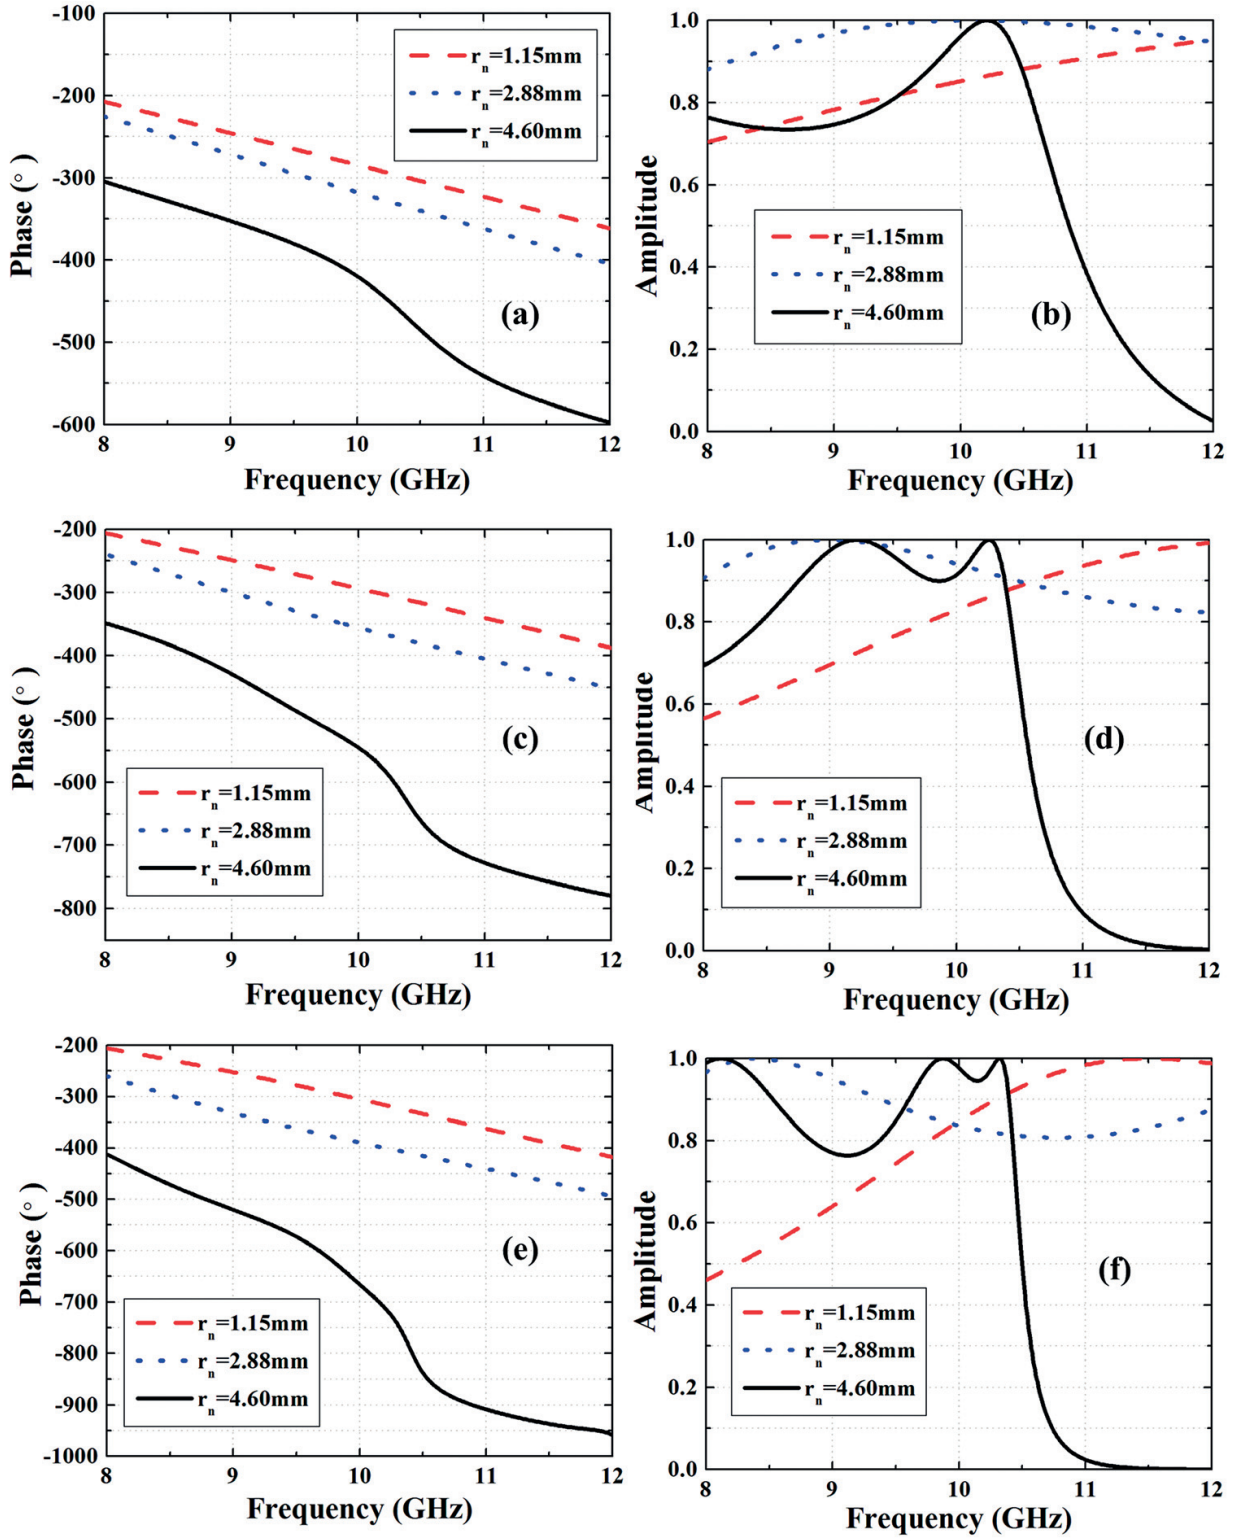 -100
-200
-300
-400
-500
-600
Phase (°)
r_n=1.15mm
r_n=2.88mm
r_n=4.60mm
(a)
8 9 10 11 12
Frequency (GHz)
1.0
0.8
0.6
0.4
0.2
0.0
Amplitude
r_n=1.15mm
r_n=2.88mm
r_n=4.60mm
(b)
8 9 10 11 12
Frequency (GHz)
-200
-300
-400
-500
-600
-700
-800
Phase (°)
(c)
r_n=1.15mm
r_n=2.88mm
r_n=4.60mm
8 9 10 11 12
Frequency (GHz)
1.0
0.8
0.6
0.4
0.2
0.0
Amplitude
(d)
r_n=1.15mm
r_n=2.88mm
r_n=4.60mm
8 9 10 11 12
Frequency (GHz)
-200
-300
-400
-500
-600
-700
-800
-900
-1000
Phase (°)
(e)
r_n=1.15mm
r_n=2.88mm
r_n=4.60mm
8 9 10 11 12
Frequency (GHz)
1.0
0.8
0.6
0.4
0.2
0.0
Amplitude
(f)
r_n=1.15mm
r_n=2.88mm
r_n=4.60mm
8 9 10 11 12
Frequency (GHz)